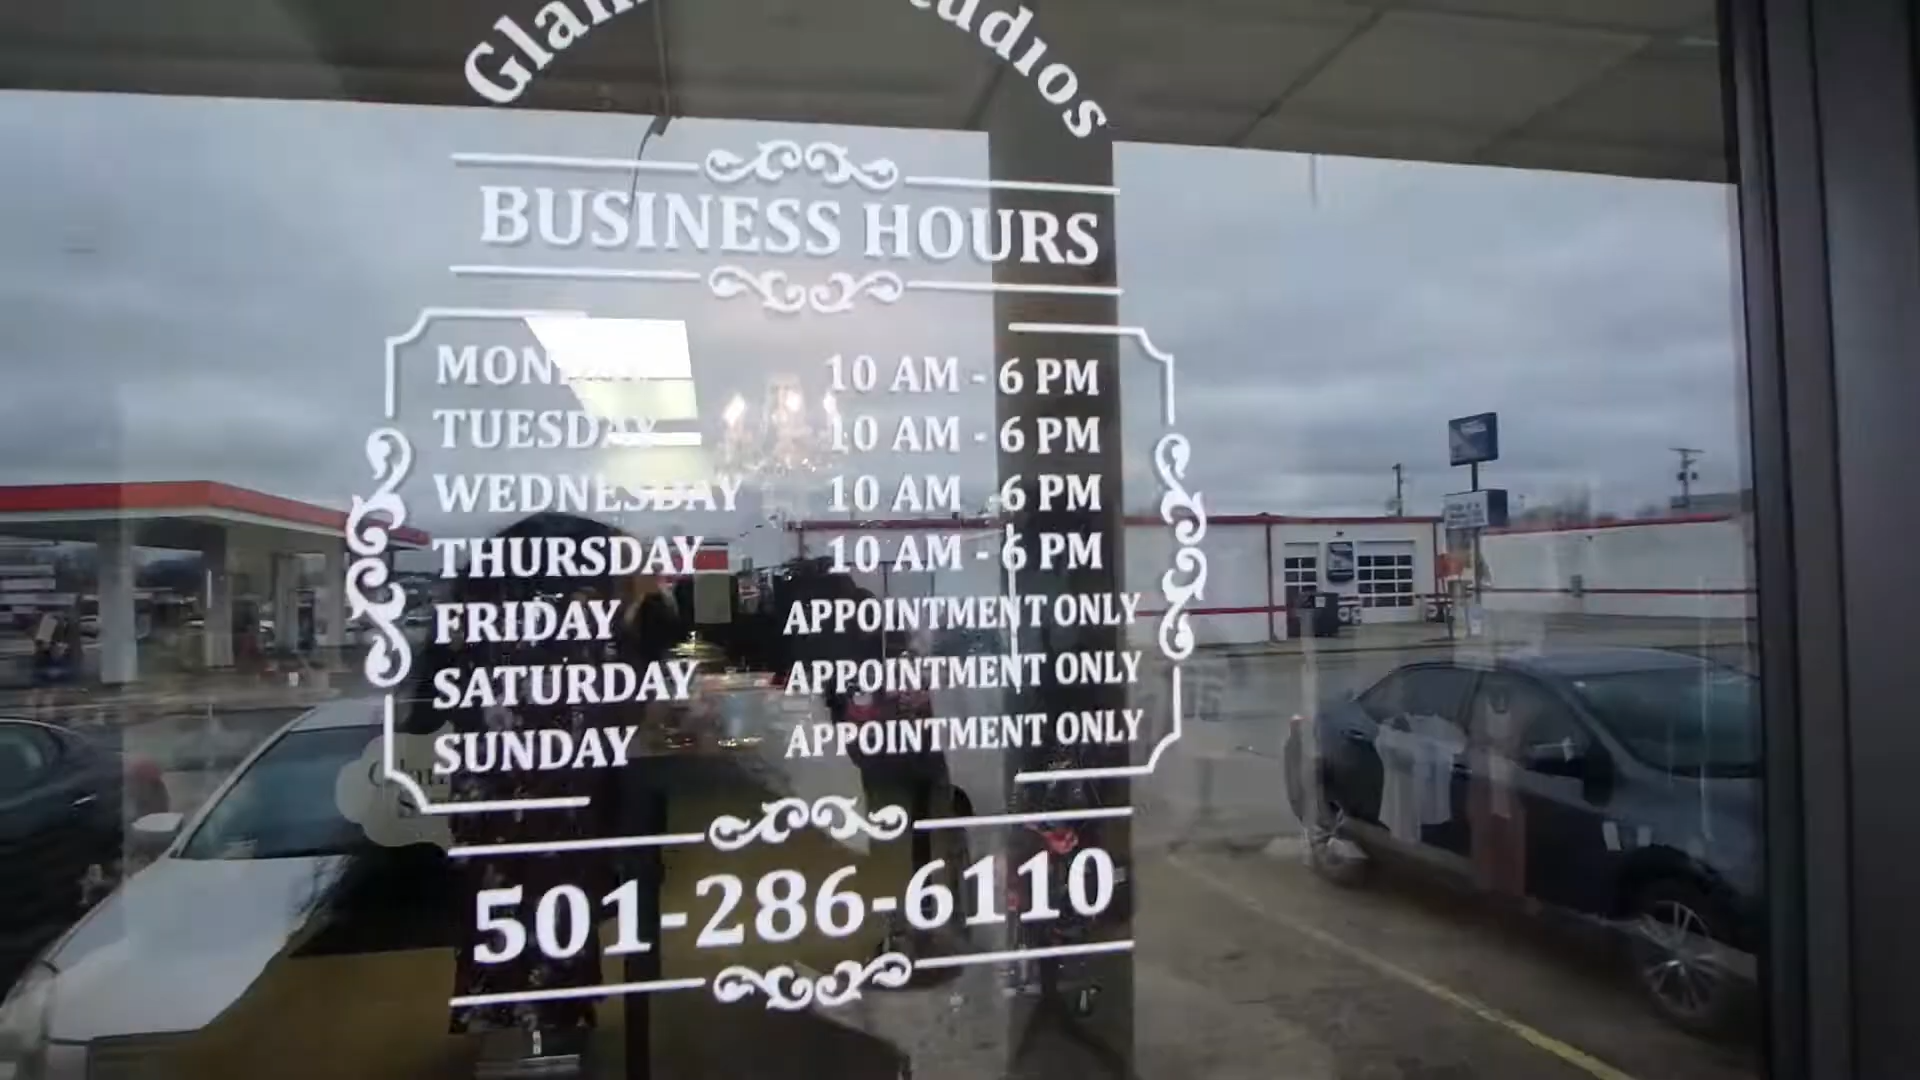 BUSINESS HOURS
MONDAY 10 AM - 6 PM
TUESDAY 10 AM - 6 PM
WEDNESDAY 10 AM - 6 PM
THURSDAY 10 AM - 6 PM
FRIDAY APPOINTMENT ONLY
SATURDAY APPOINTMENT ONLY
SUNDAY APPOINTMENT ONLY
501-286-6110